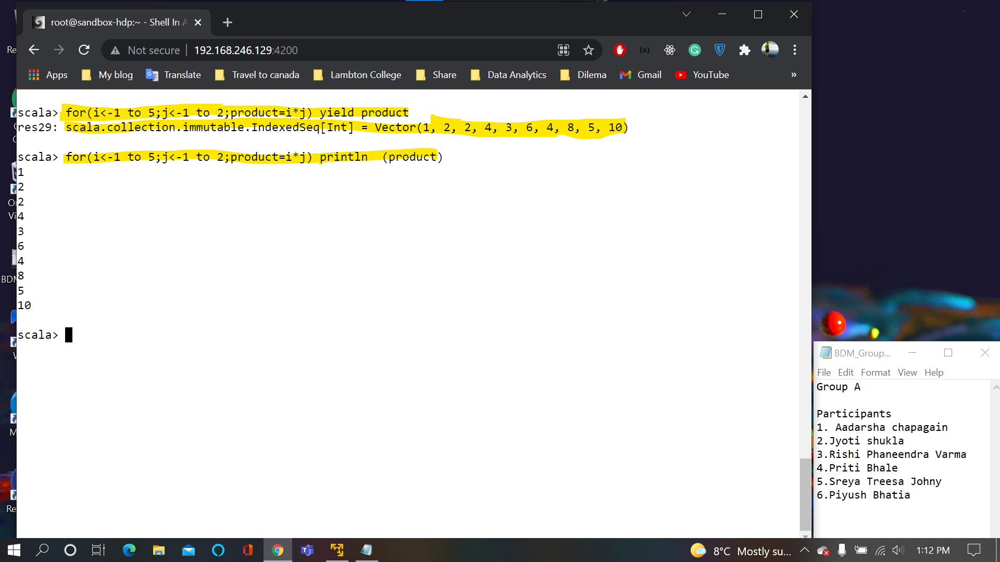 root@sandbox-hdp:~ - Shell In A
Not secure 192.168.246.129:4200
Apps My blog Translate Travel to canada Lambton College Share Data Analytics Dilema Gmail YouTube »
scala> for(i<-1 to 5;j<-1 to 2;product=i*j) yield product
res29: scala.collection.immutable.IndexedSeq[Int] = Vector(1, 2, 2, 4, 3, 6, 4, 8, 5, 10)
scala> for(i<-1 to 5;j<-1 to 2;product=i*j) println  (product)
1
2
2
4
3
6
4
8
5
10
scala>
Re
BDM
Re
BDM_Group...
File Edit Format View Help
Group A
Participants
1. Aadarsha chapagain
2.Jyoti shukla
3.Rishi Phaneendra Varma
4.Priti Bhale
5.Sreya Treesa Johny
6.Piyush Bhatia
8°C Mostly su... 1:12 PM